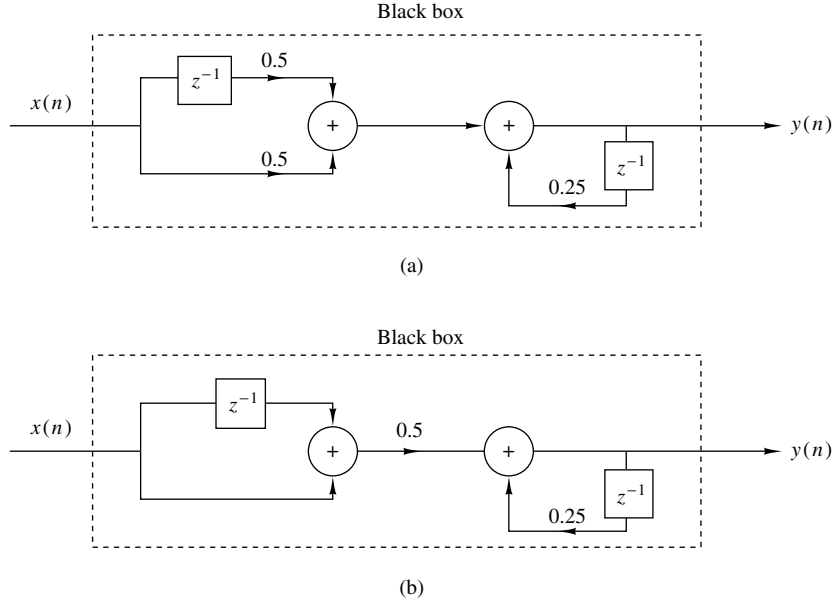 Black box
0.5
z⁻¹
x(n)
+
+
y(n)
z⁻¹
0.5
0.25
(a)
Black box
z⁻¹
x(n)
+
0.5
+
y(n)
z⁻¹
0.25
(b)